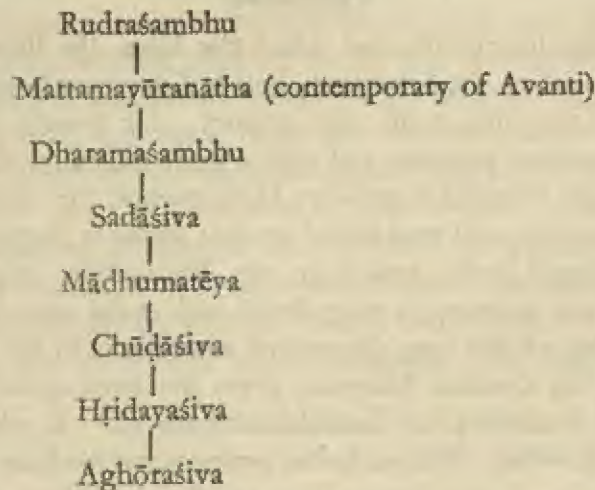 Rudraśambhu
Mattamayūranātha (contemporary of Avanti)
Dharamaśambhu
Sadāśiva
Mādhumatēya
Chūḍāśiva
Hṛidayaśiva
Aghōraśiva